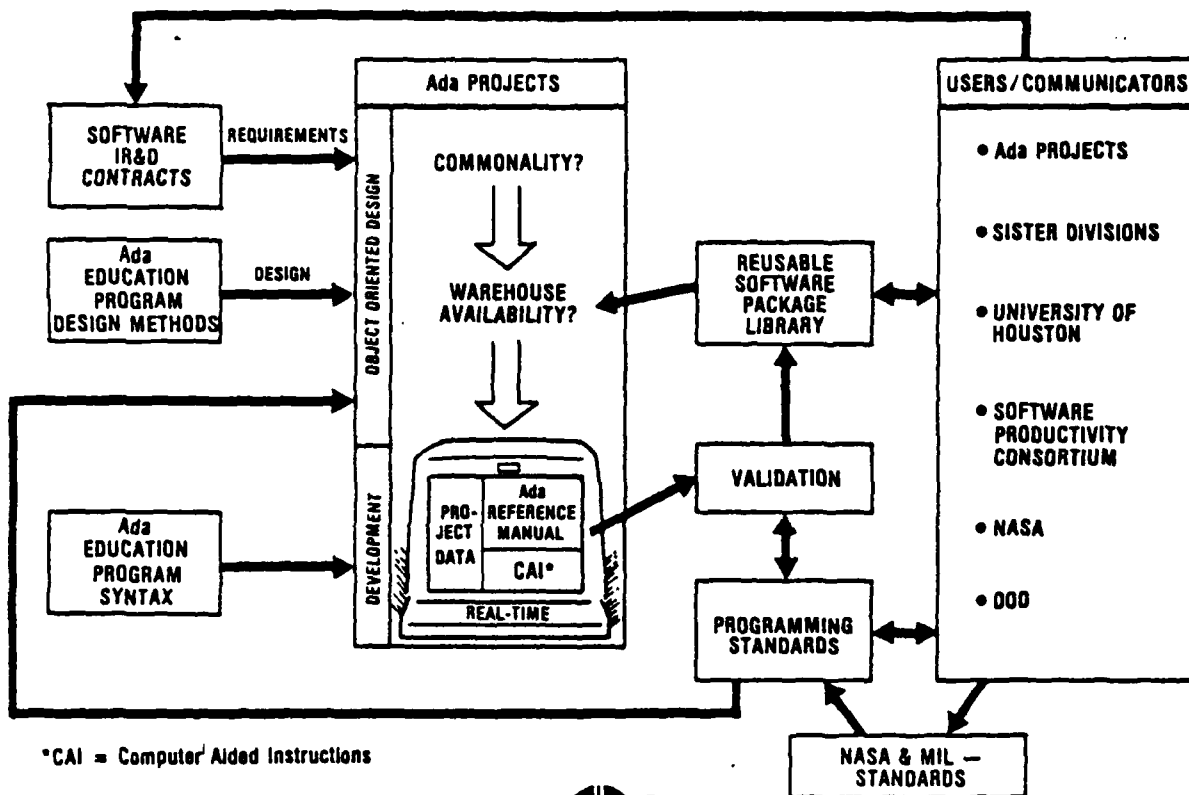 Ada PROJECTS
USERS/COMMUNICATORS
SOFTWARE
IR&D
CONTRACTS
REQUIREMENTS
Ada
EDUCATION
PROGRAM
DESIGN METHODS
DESIGN
Ada
EDUCATION
PROGRAM
SYNTAX
OBJECT ORIENTED DESIGN
DEVELOPMENT
COMMONALITY?
WAREHOUSE
AVAILABILITY?
PRO-
JECT
DATA
Ada
REFERENCE
MANUAL
CAI*
REAL-TIME
REUSABLE
SOFTWARE
PACKAGE
LIBRARY
VALIDATION
PROGRAMMING
STANDARDS
• Ada PROJECTS
• SISTER DIVISIONS
• UNIVERSITY OF
HOUSTON
• SOFTWARE
PRODUCTIVITY
CONSORTIUM
• NASA
• DOD
NASA & MIL —
STANDARDS
*CAI = Computer Aided Instructions